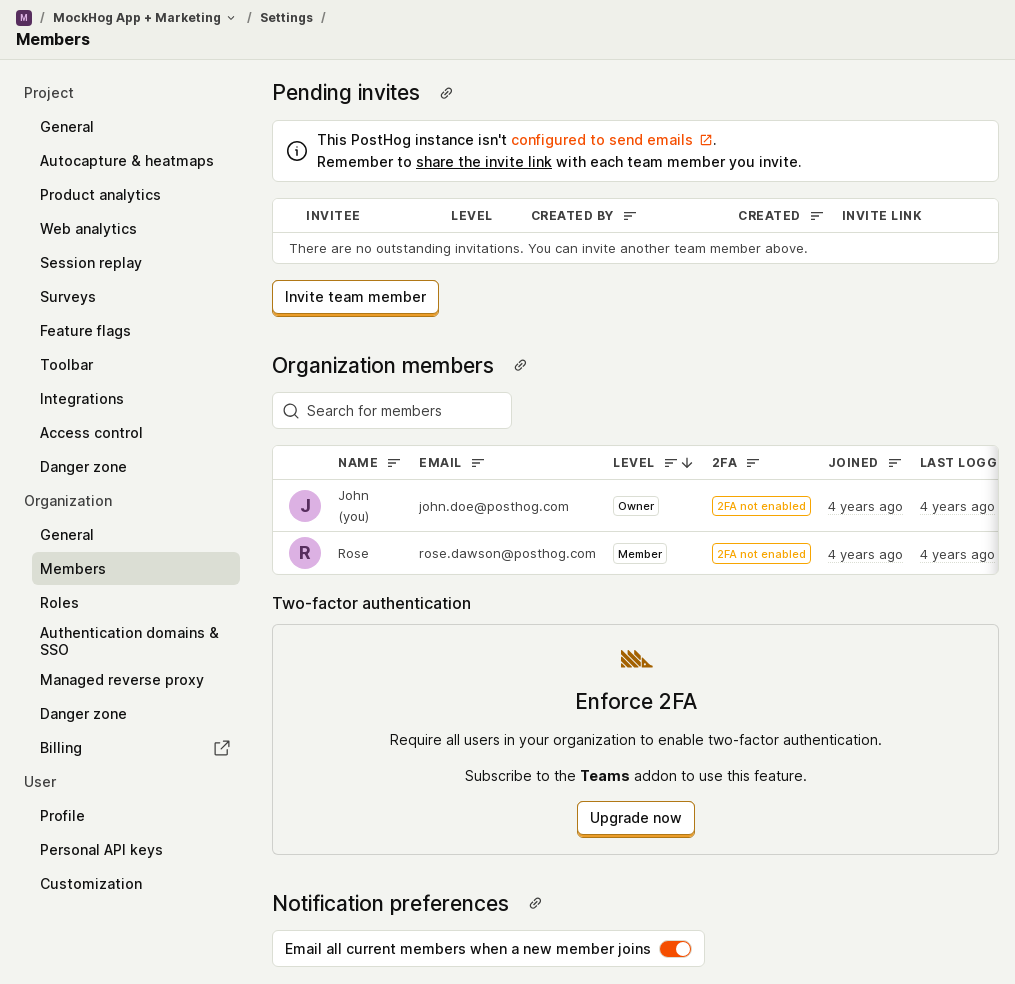 M / MockHog App + Marketing / Settings /
Members
Project
General
Autocapture & heatmaps
Product analytics
Web analytics
Session replay
Surveys
Feature flags
Toolbar
Integrations
Access control
Danger zone
Organization
General
Members
Roles
Authentication domains &
SSO
Managed reverse proxy
Danger zone
Billing
User
Profile
Personal API keys
Customization
Pending invites
This PostHog instance isn't configured to send emails .
Remember to share the invite link with each team member you invite.
INVITEE LEVEL CREATED BY CREATED INVITE LINK
There are no outstanding invitations. You can invite another team member above.
Invite team member
Organization members
Search for members
NAME EMAIL LEVEL 2FA JOINED LAST LOGG
J John (you) john.doe@posthog.com Owner 2FA not enabled 4 years ago 4 years ago
R Rose rose.dawson@posthog.com Member 2FA not enabled 4 years ago 4 years ago
Two-factor authentication
Enforce 2FA
Require all users in your organization to enable two-factor authentication.
Subscribe to the Teams addon to use this feature.
Upgrade now
Notification preferences
Email all current members when a new member joins